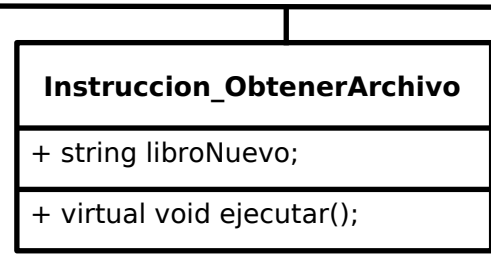 Instruccion_ObtenerArchivo
+ string libroNuevo;
+ virtual void ejecutar();